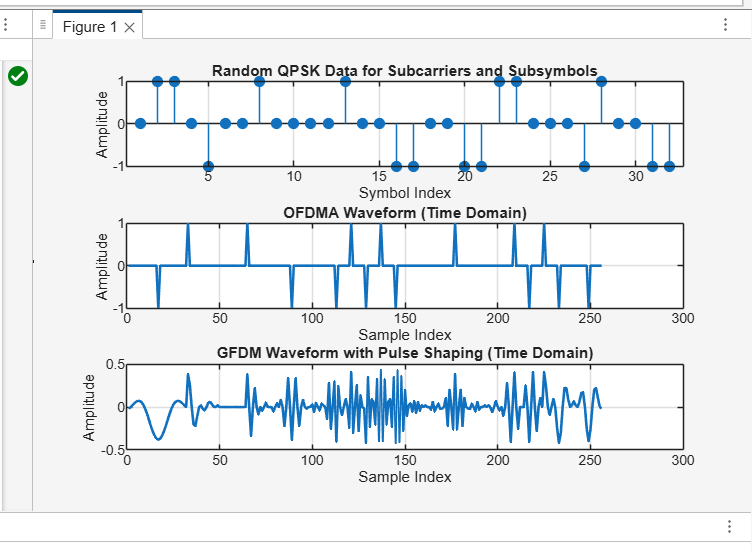 Figure 1
Random QPSK Data for Subcarriers and Subsymbols
1
0
-1
Amplitude
5 10 15 20 25 30
Symbol Index
OFDMA Waveform (Time Domain)
1
0
-1
Amplitude
0 50 100 150 200 250 300
Sample Index
GFDM Waveform with Pulse Shaping (Time Domain)
0.5
0
-0.5
Amplitude
0 50 100 150 200 250 300
Sample Index